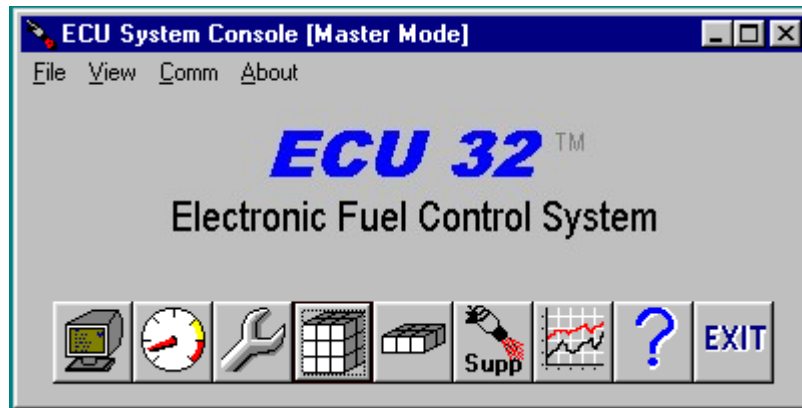 ECU System Console [Master Mode]
File View Comm About
ECU 32 TM
Electronic Fuel Control System
Supp
EXIT